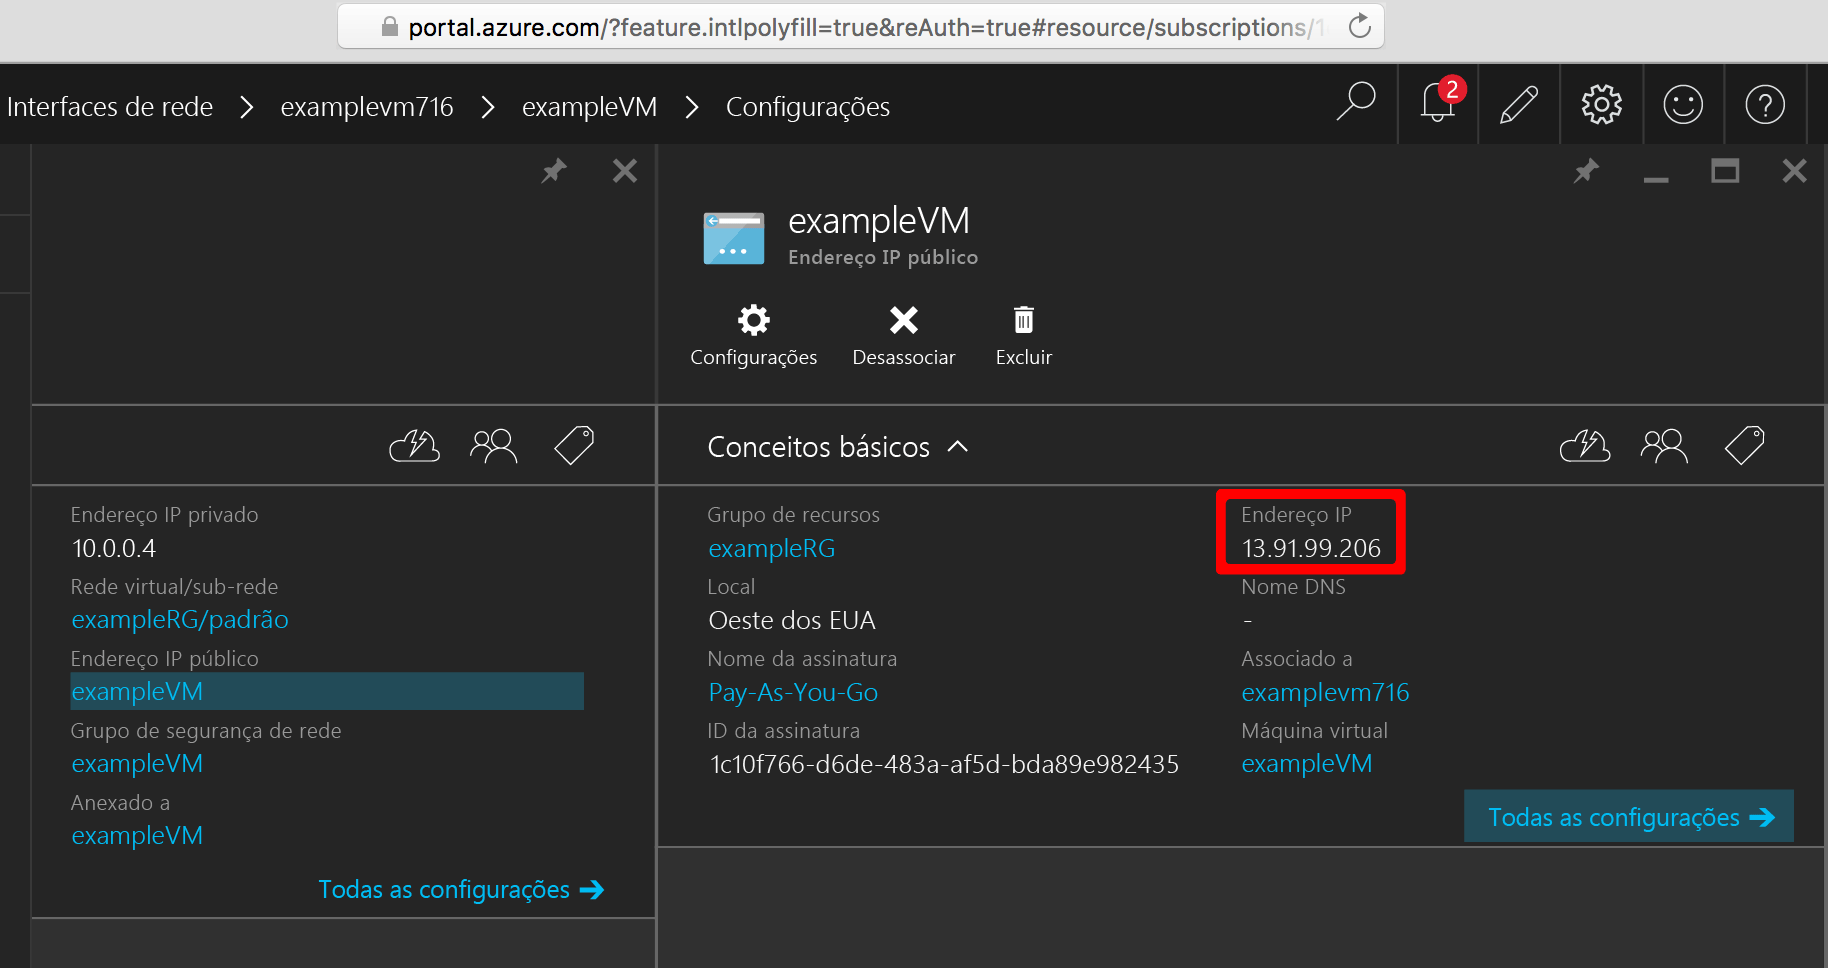 portal.azure.com/?feature.intlpolyfill=true&reAuth=true#resource/subscriptions/1
Interfaces de rede > examplevm716 > exampleVM > Configurações
2
?
exampleVM
Endereço IP público
Configurações Desassociar Excluir
Endereço IP privado
10.0.0.4
Rede virtual/sub-rede
exampleRG/padrão
Endereço IP público
exampleVM
Grupo de segurança de rede
exampleVM
Anexado a
exampleVM
Todas as configurações →
Conceitos básicos
Grupo de recursos
exampleRG
Local
Oeste dos EUA
Nome da assinatura
Pay-As-You-Go
ID da assinatura
1c10f766-d6de-483a-af5d-bda89e982435
Endereço IP
13.91.99.206
Nome DNS
-
Associado a
examplevm716
Máquina virtual
exampleVM
Todas as configurações →